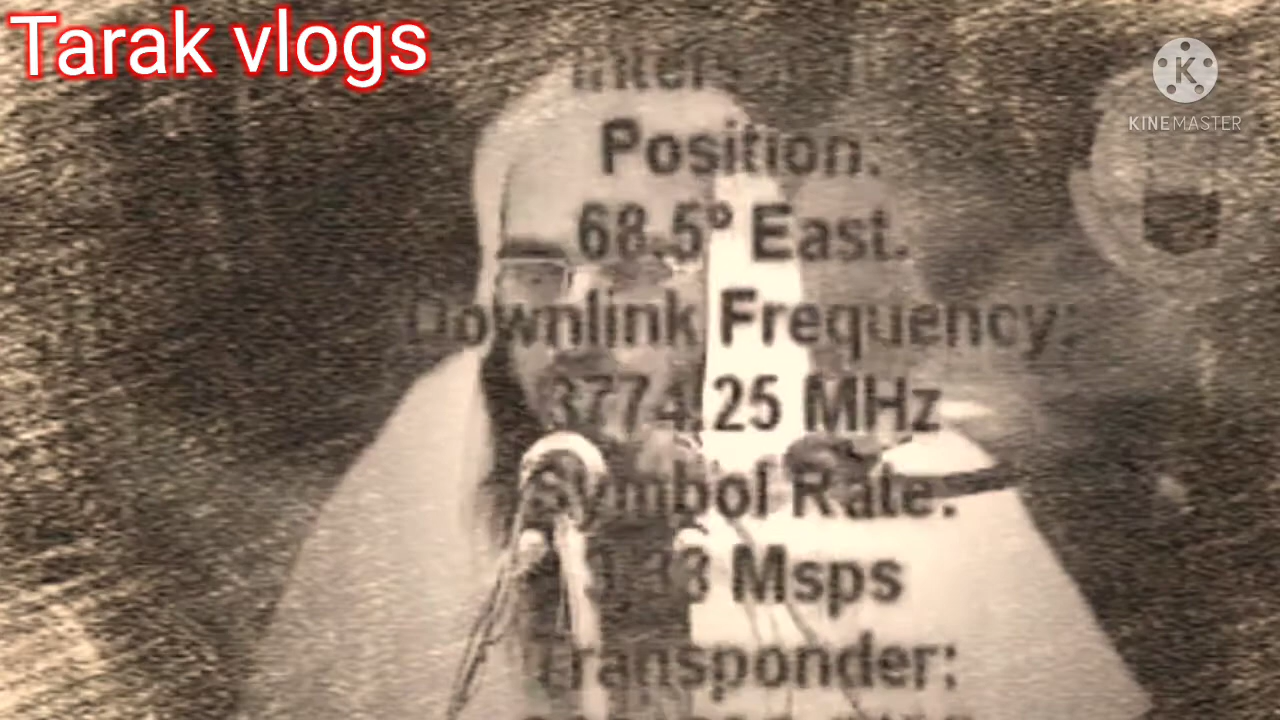 Tarak vlogs
KINEMASTER
Position.
68.5° East.
Downlink Frequency:
3774.25 MHz
Symbol Rate.
Msps
Transponder: